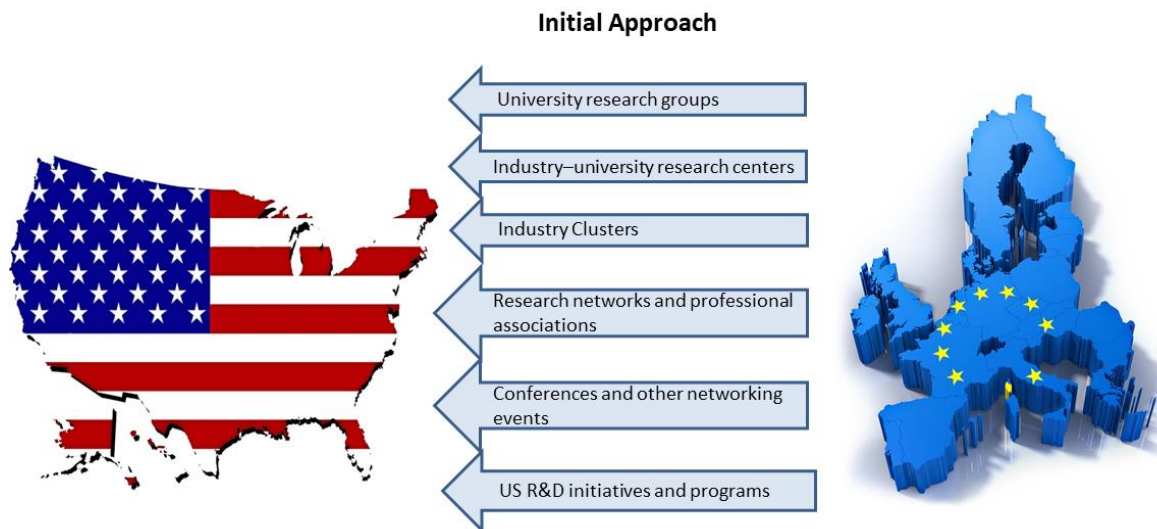 Initial Approach
University research groups
Industry–university research centers
Industry Clusters
Research networks and professional
associations
Conferences and other networking
events
US R&D initiatives and programs